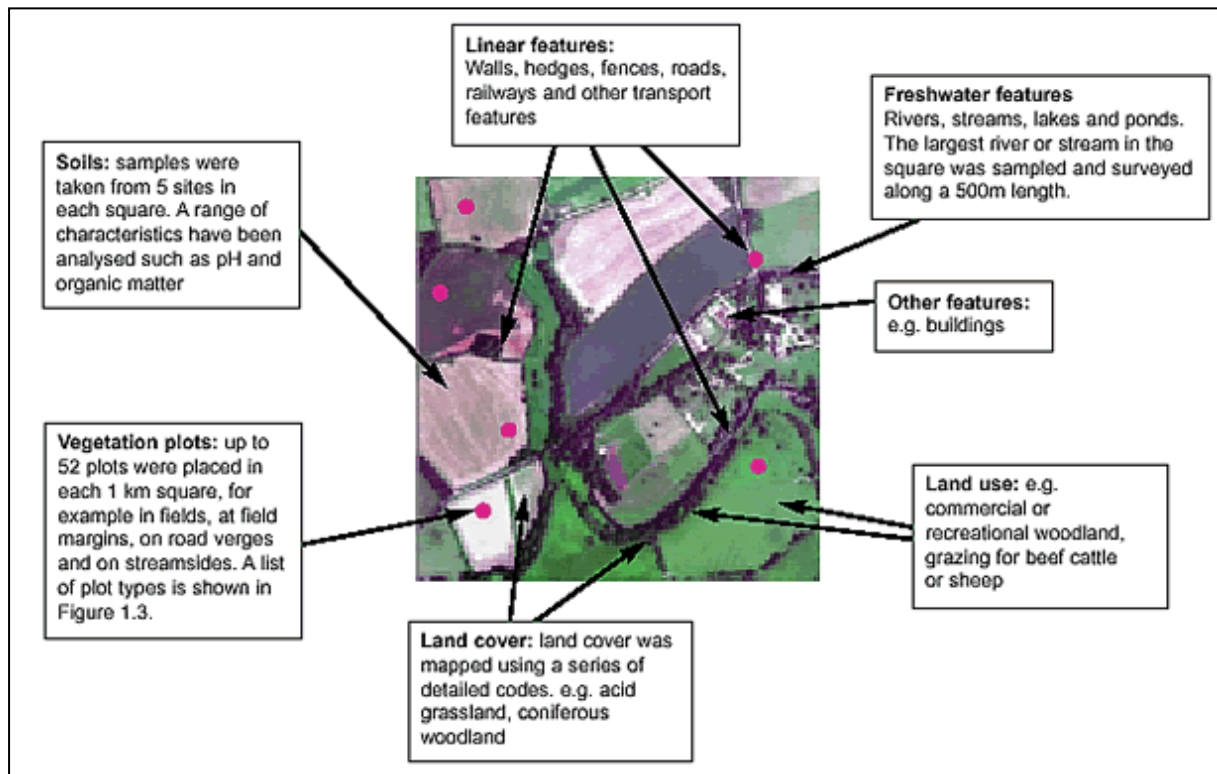 Linear features:
Walls, hedges, fences, roads,
railways and other transport
features
Freshwater features
Rivers, streams, lakes and ponds.
The largest river or stream in the
square was sampled and surveyed
along a 500m length.
Soils: samples were
taken from 5 sites in
each square. A range of
characteristics have been
analysed such as pH and
organic matter
Other features:
e.g. buildings
Vegetation plots: up to
52 plots were placed in
each 1 km square, for
example in fields, at field
margins, on road verges
and on streamsides. A list
of plot types is shown in
Figure 1.3.
Land use: e.g.
commercial or
recreational woodland,
grazing for beef cattle
or sheep
Land cover: land cover was
mapped using a series of
detailed codes. e.g. acid
grassland, coniferous
woodland